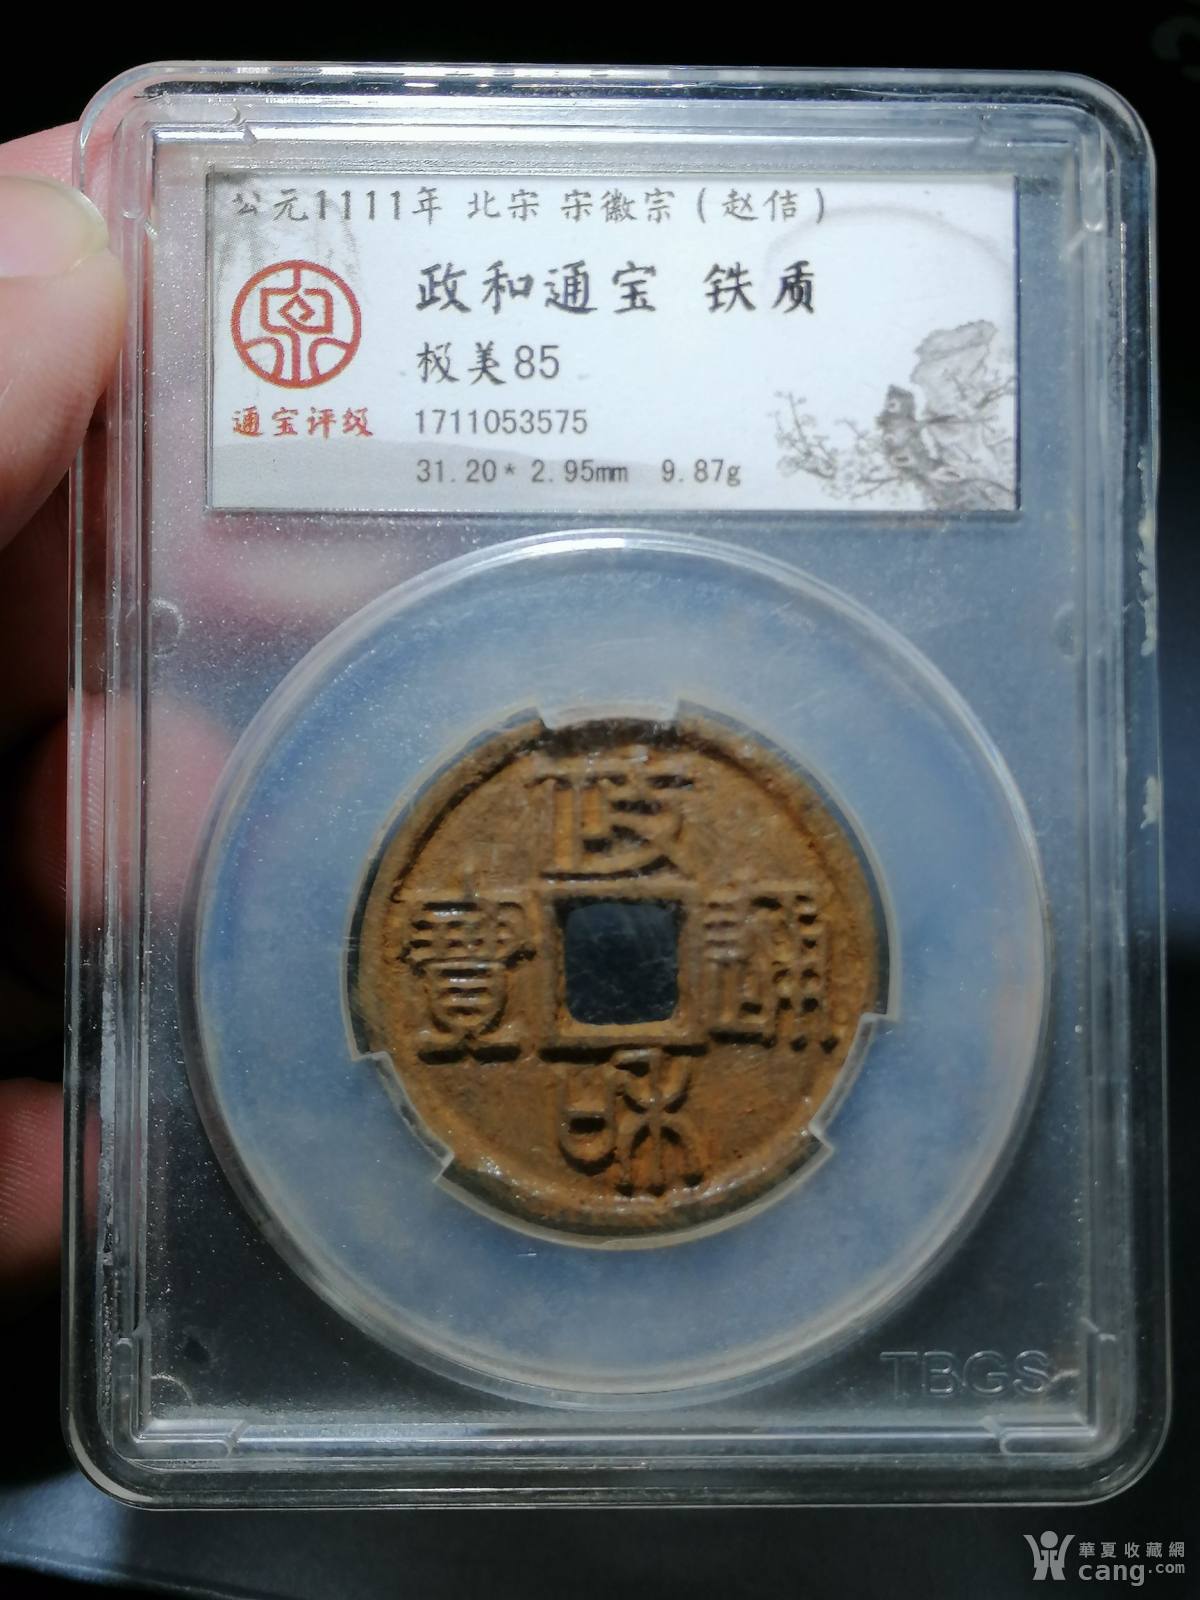 公元1111年 北宋 宋徽宗（赵佶）
政和通宝 铁质
极美85
通宝评级
1711053575
31.20* 2.95mm 9.87g
政
寶 通
和
TBGS
華夏收藏網
cang.com